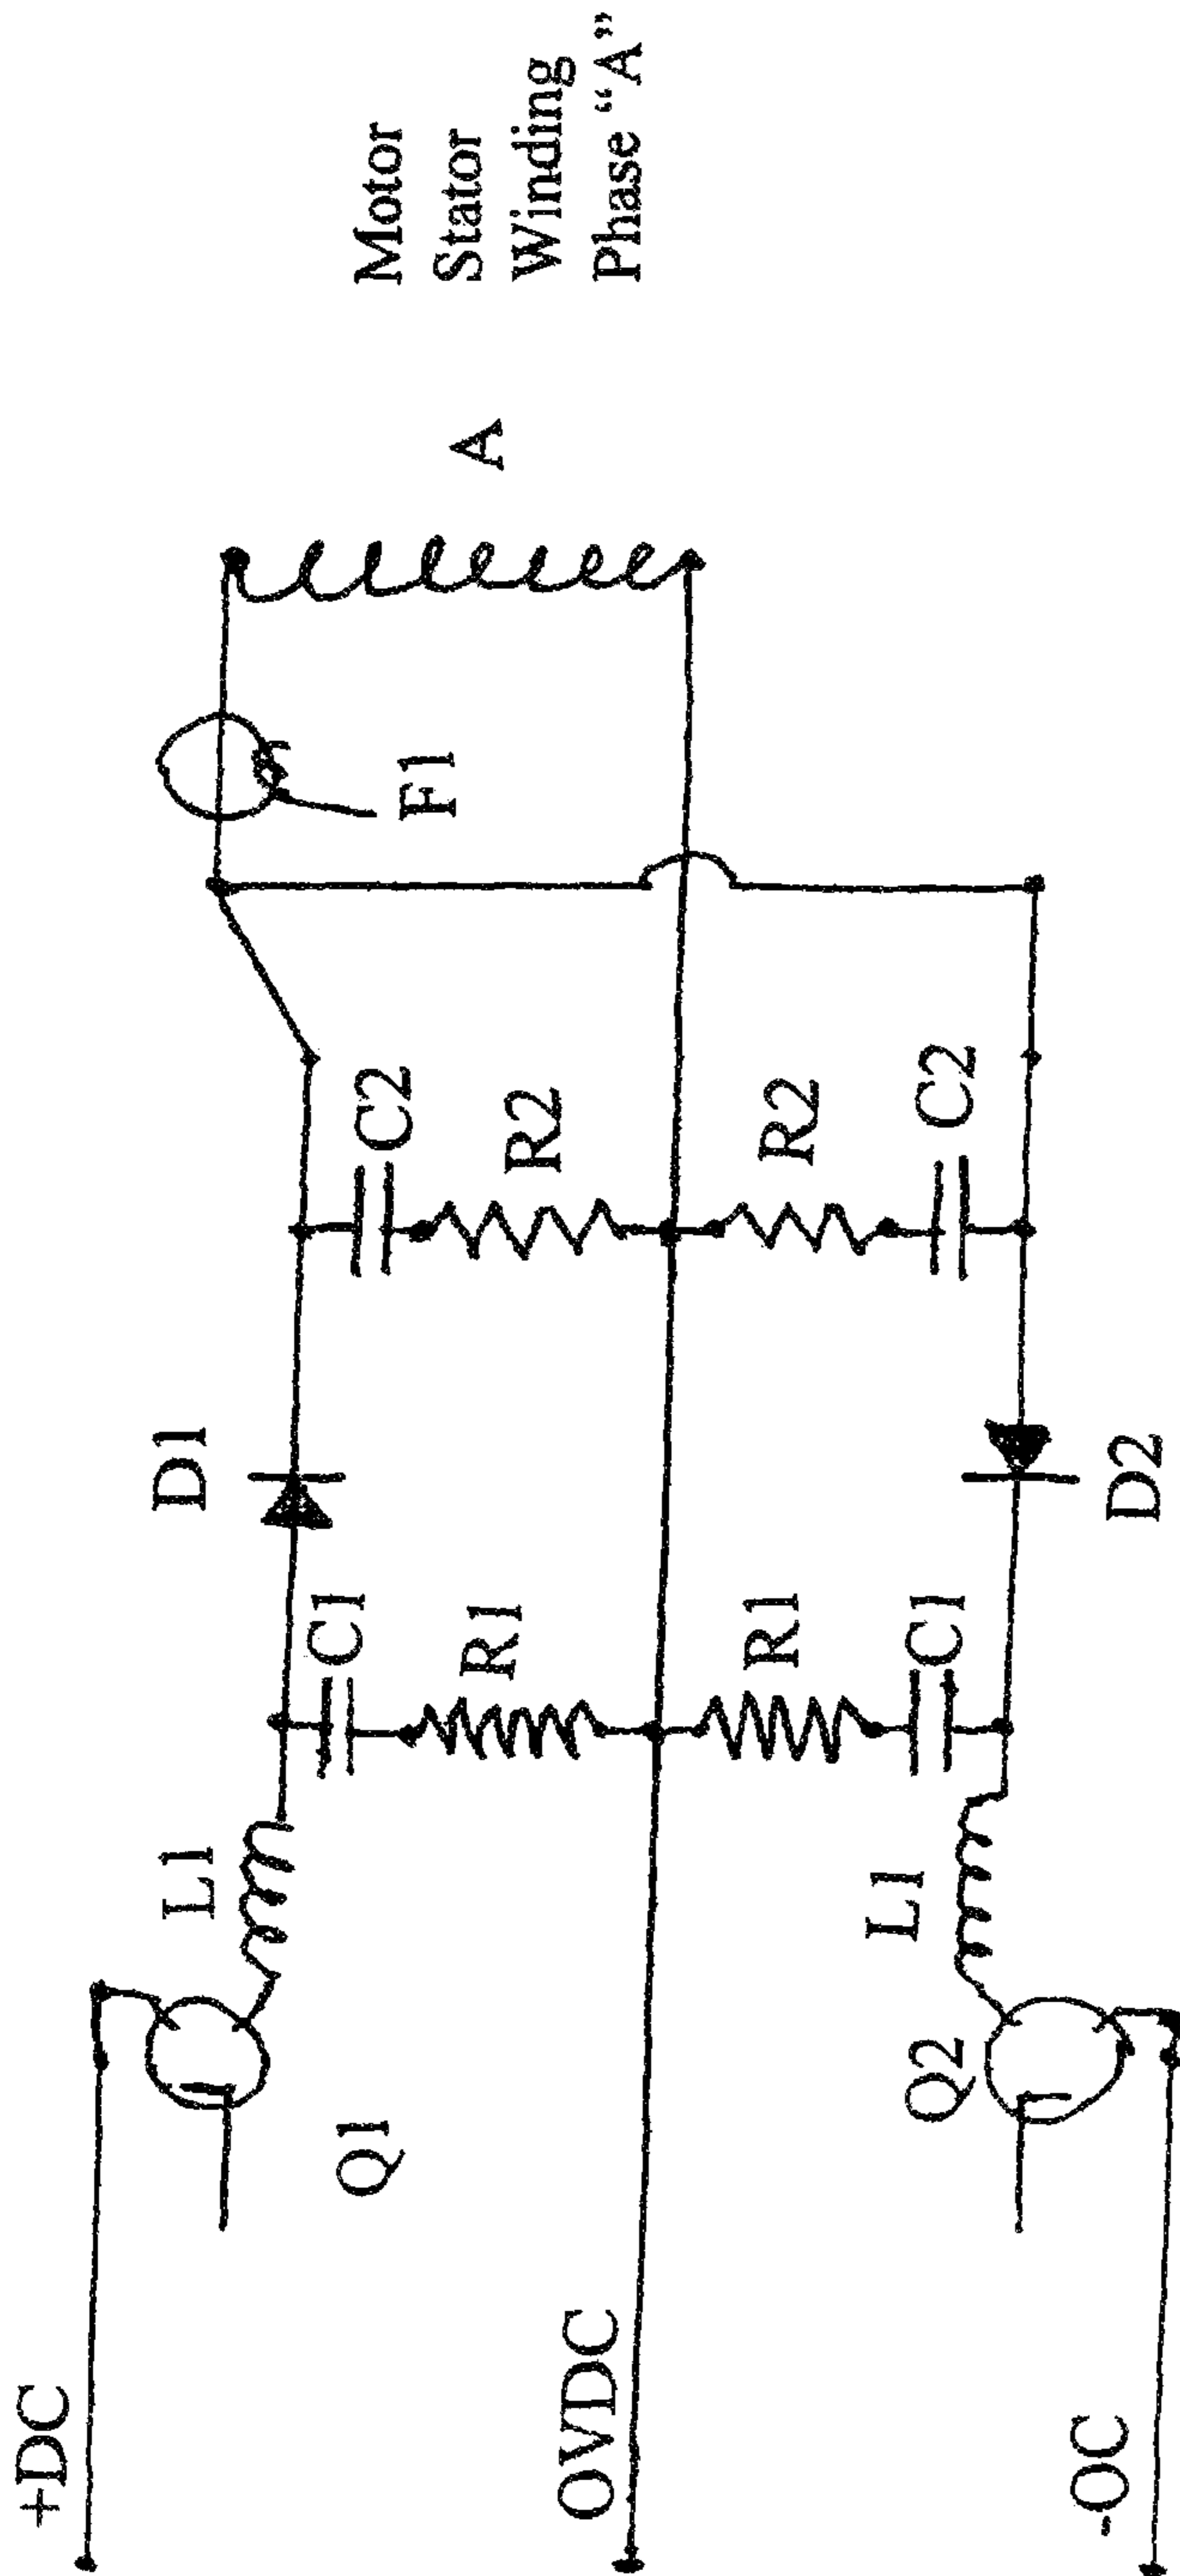 +DC
Q1
L1
D1
C1
R1
C2
R2
F1
A
Motor
Stator
Winding
Phase “A”
OVDC
R1
C1
R2
C2
L1
Q2
D2
-OC